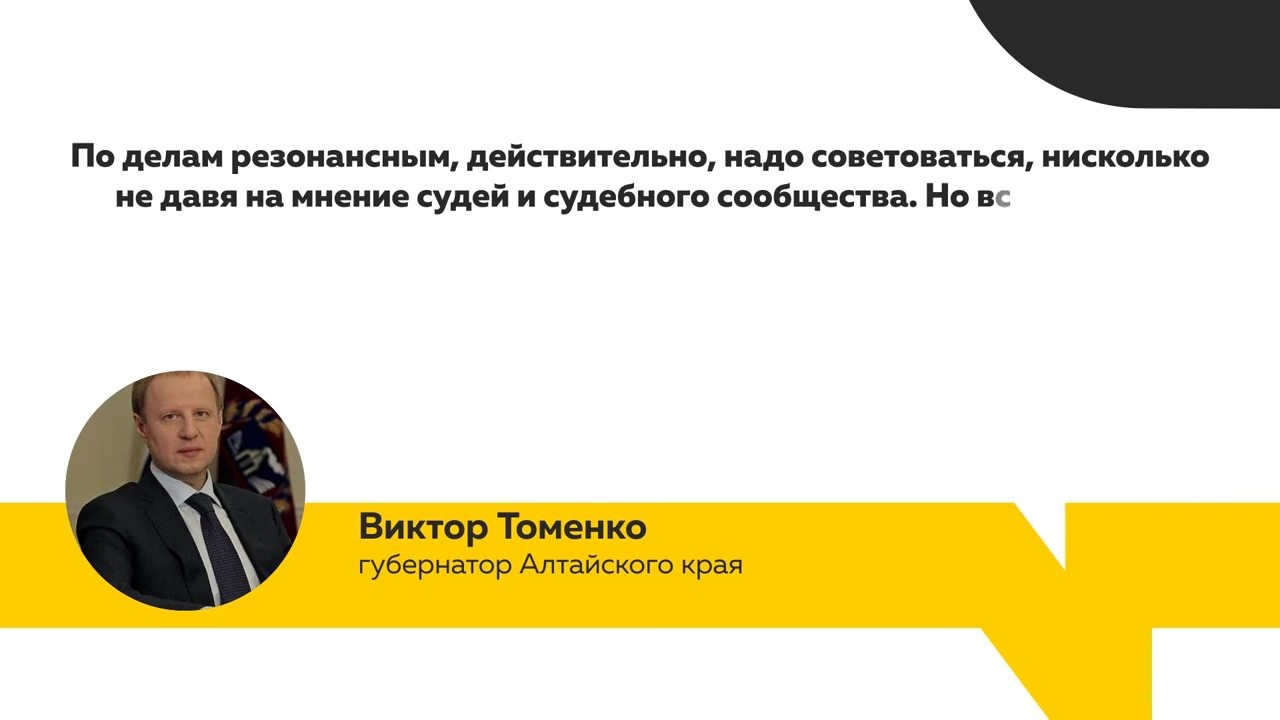 По делам резонансным, действительно, надо советоваться, нисколько
не давя на мнение судей и судебного сообщества. Но вс
Виктор Томенко
губернатор Алтайского края